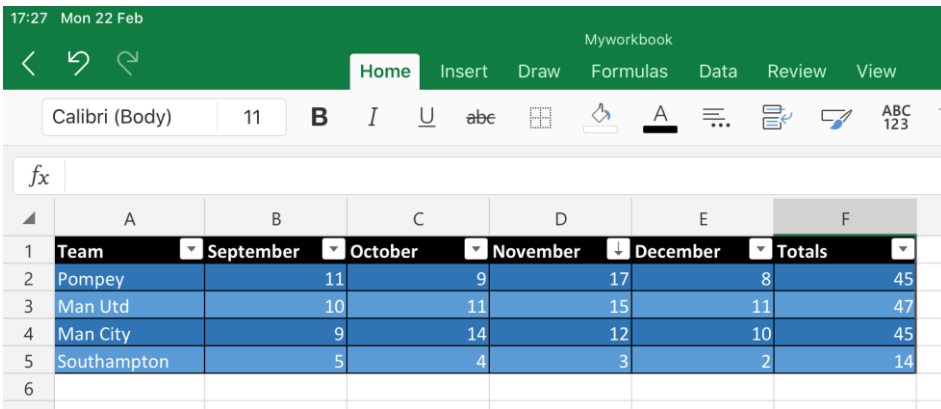 17:27 Mon 22 Feb
Myworkbook
Home Insert Draw Formulas Data Review View
Calibri (Body) 11 B I U abc A ABC 123
fx
A B C D E F
1 Team September October November December Totals
2 Pompey 11 9 17 8 45
3 Man Utd 10 11 15 11 47
4 Man City 9 14 12 10 45
5 Southampton 5 4 3 2 14
6